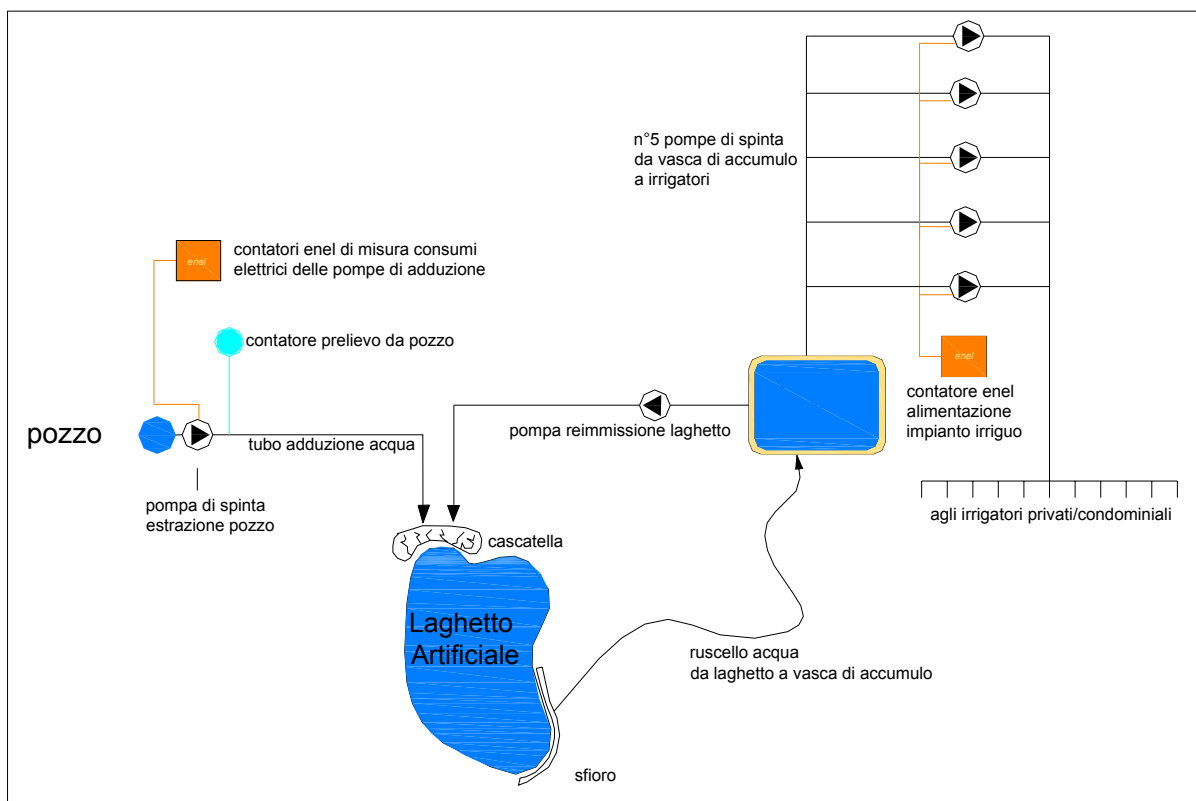 n°5 pompe di spinta
da vasca di accumulo
a irrigatori
enel
contatori enel di misura consumi
elettrici delle pompe di adduzione
contatore prelievo da pozzo
enel
contatore enel
alimentazione
impianto irriguo
pozzo
tubo adduzione acqua
pompa reimmissione laghetto
pompa di spinta
estrazione pozzo
agli irrigatori privati/condominiali
cascatella
Laghetto
Artificiale
ruscello acqua
da laghetto a vasca di accumulo
sfioro